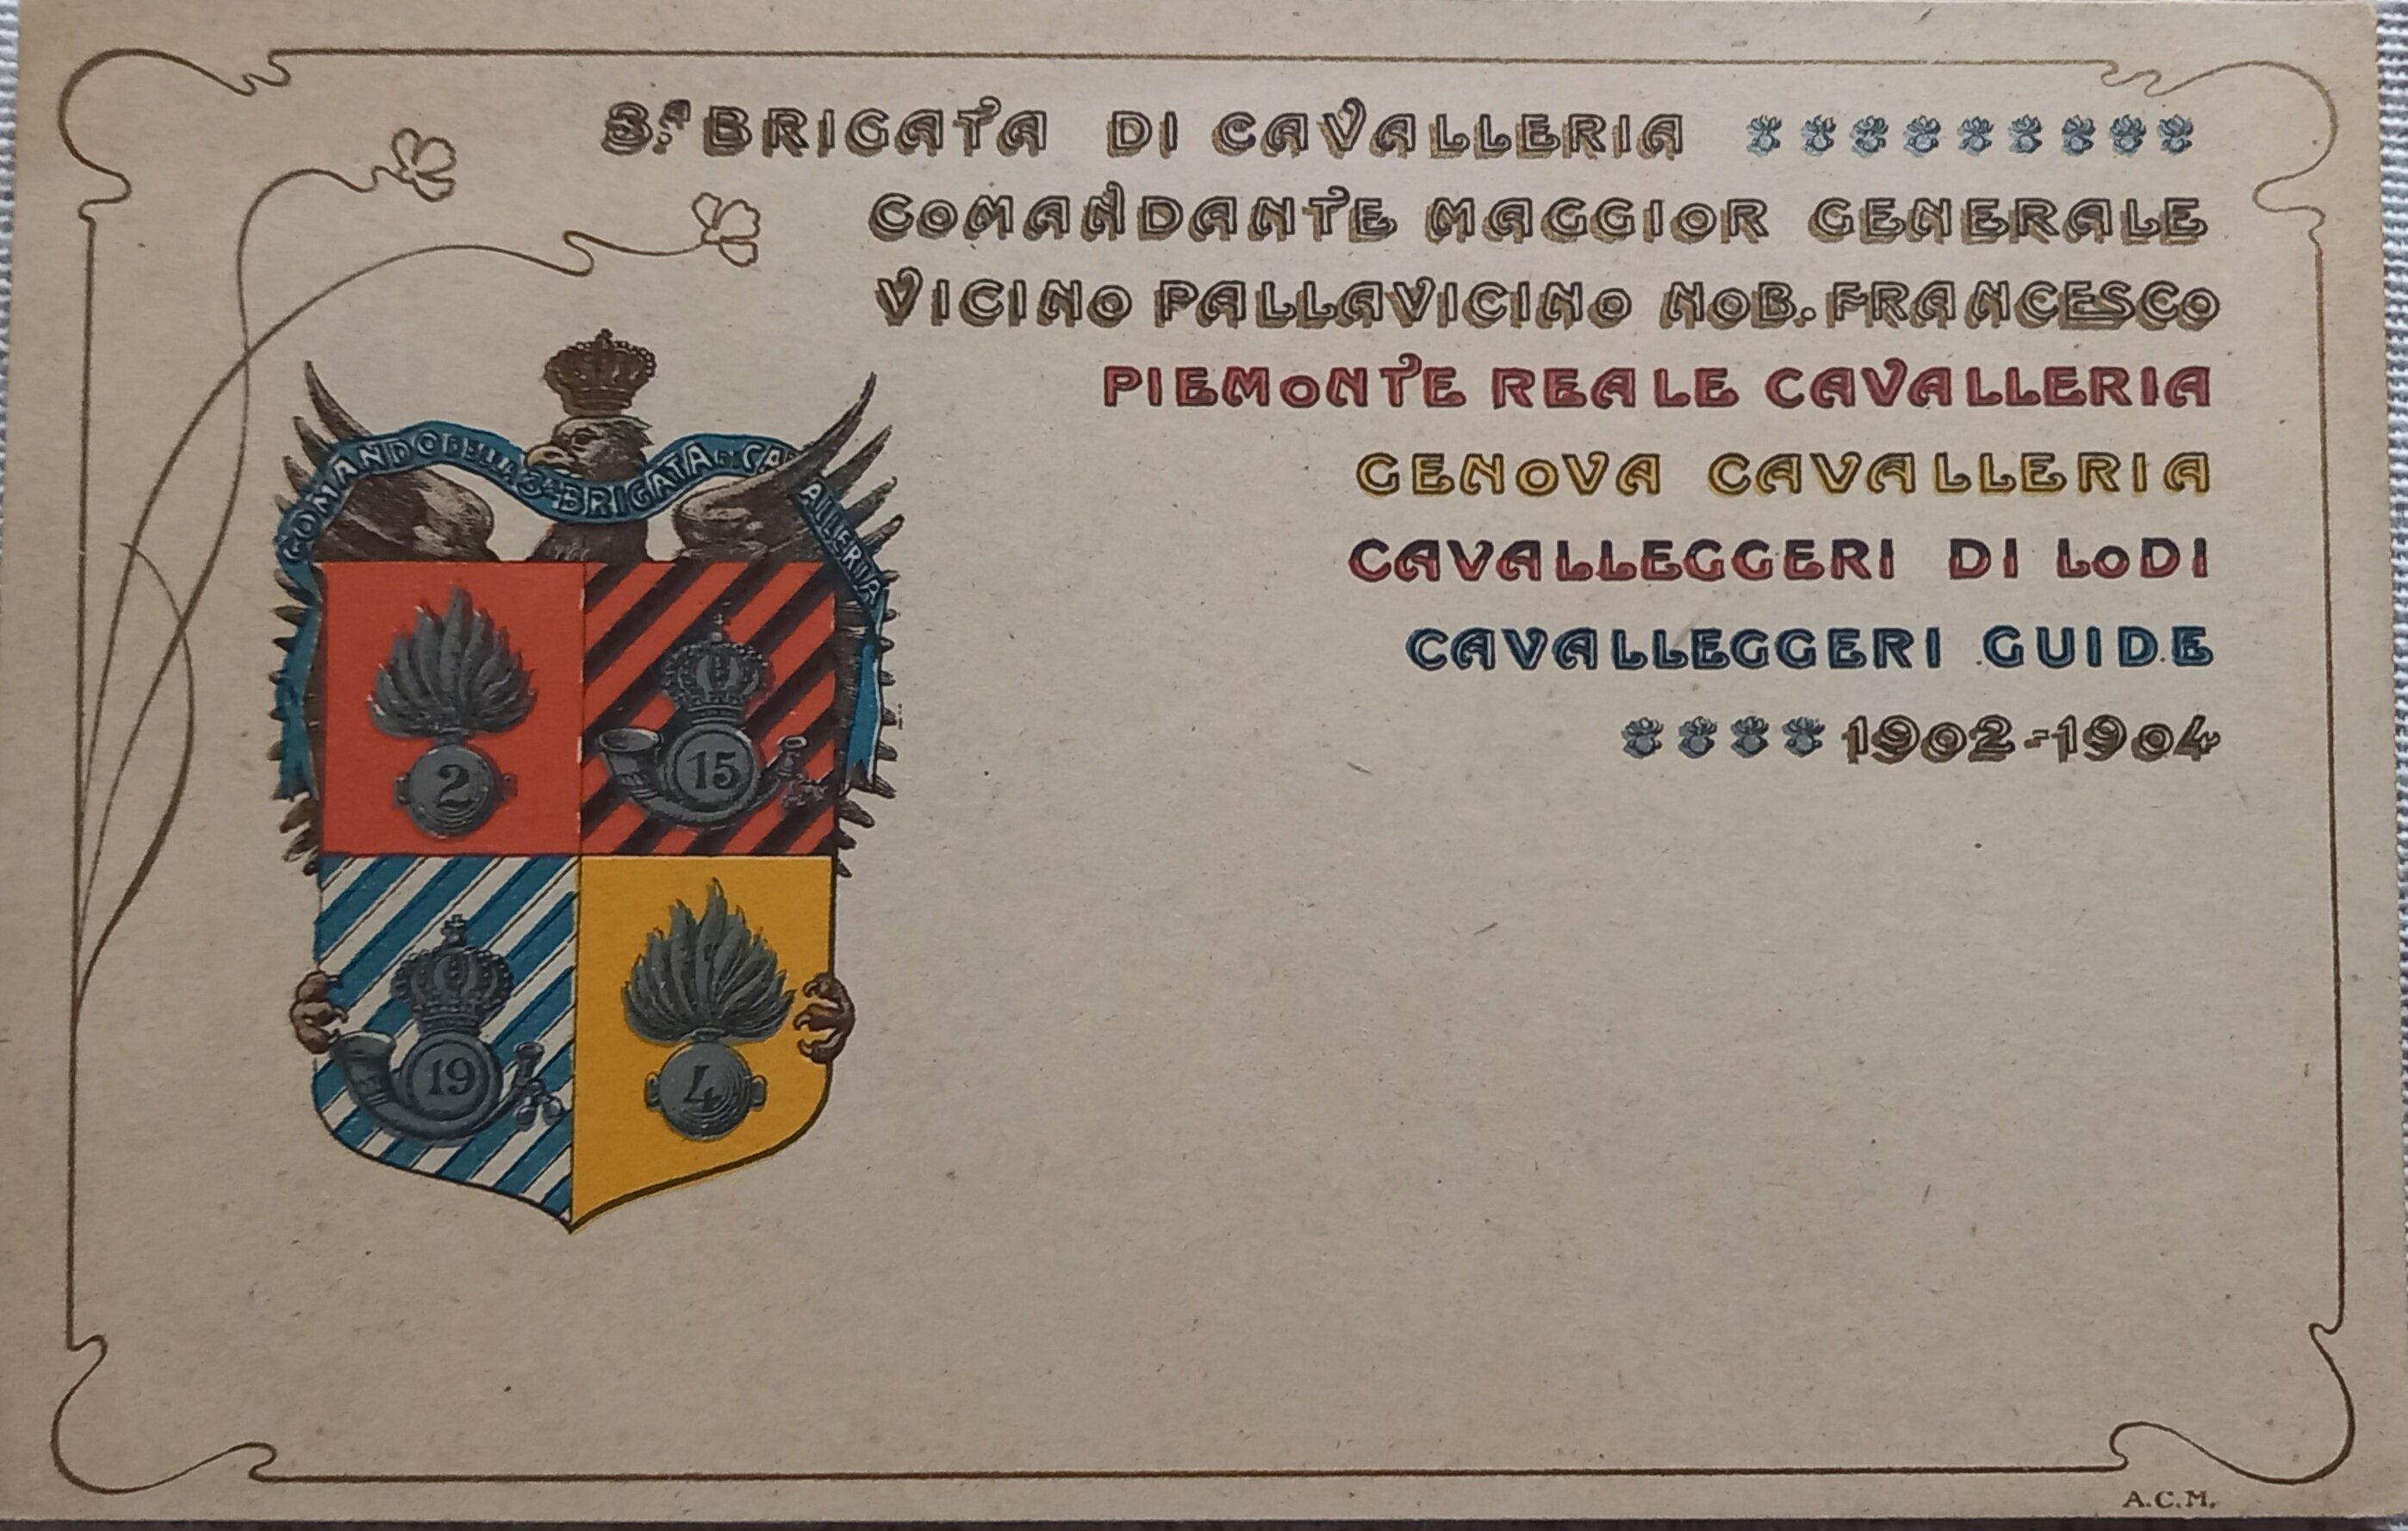 3.ª BRIGATA DI CAVALLERIA
COMANDANTE MAGGIOR GENERALE
VICINO PALLAVICINO NOB. FRANCESCO
PIEMONTE REALE CAVALLERIA
GENOVA CAVALLERIA
CAVALLEGGERI DI LODI
CAVALLEGGERI GUIDE
1902-1904
COMANDO DELLA 3ª BRIGATA DI CAVALLERIA
2
15
19
4
A.C.M.